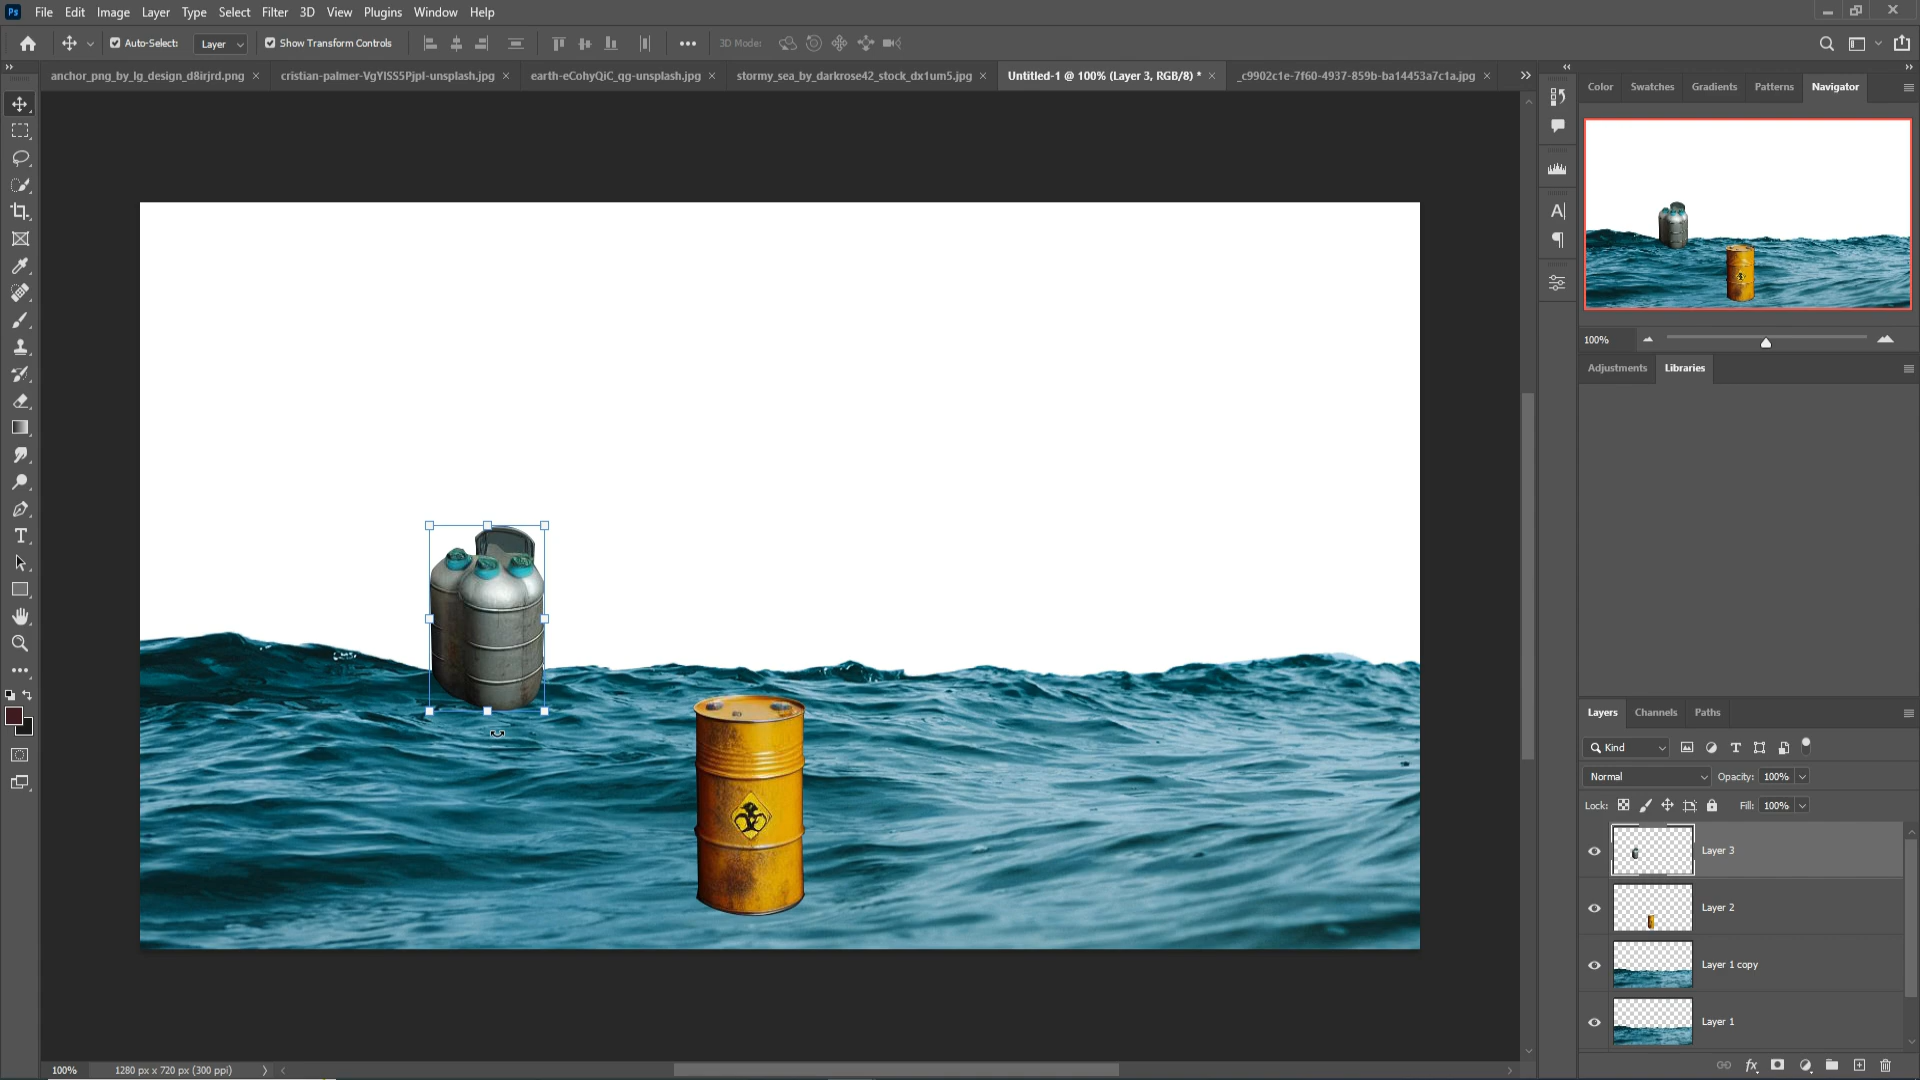 Ps File Edit Image Layer Type Select Filter 3D View Plugins Window Help
Auto-Select: Layer Show Transform Controls 3D Mode:
anchor_png_by_lg_design_d8irjrd.png cristian-palmer-VgYlSS5PjpI-unsplash.jpg earth-eCohyQiC_qg-unsplash.jpg stormy_sea_by_darkrose42_stock_dx1um5.jpg Untitled-1 @ 100% (Layer 3, RGB/8) * _c9902c1e-7f60-4937-859b-ba14453a7c1a.jpg
Color Swatches Gradients Patterns Navigator
100%
Adjustments Libraries
Layers Channels Paths
Kind
Normal Opacity: 100%
Lock: Fill: 100%
Layer 3
Layer 2
Layer 1 copy
Layer 1
fx
100% 1280 px x 720 px (300 ppi)